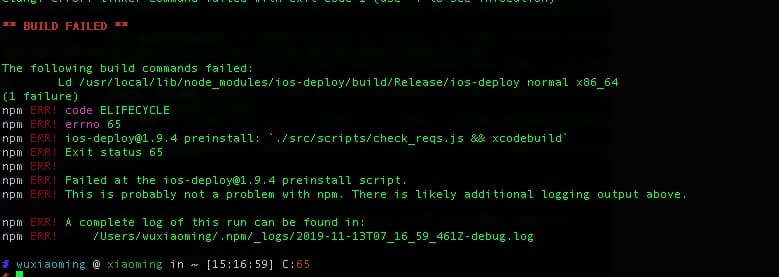 clang: error: linker command failed with exit code 1 (use -v to see invocation)
** BUILD FAILED **
The following build commands failed:
Ld /usr/local/lib/node_modules/ios-deploy/build/Release/ios-deploy normal x86_64
(1 failure)
npm ERR! code ELIFECYCLE
npm ERR! errno 65
npm ERR! ios-deploy@1.9.4 preinstall: `./src/scripts/check_reqs.js && xcodebuild`
npm ERR! Exit status 65
npm ERR!
npm ERR! Failed at the ios-deploy@1.9.4 preinstall script.
npm ERR! This is probably not a problem with npm. There is likely additional logging output above.
npm ERR! A complete log of this run can be found in:
npm ERR! /Users/wuxiaoming/.npm/_logs/2019-11-13T07_16_59_461Z-debug.log
# wuxiaoming @ xiaoming in ~ [15:16:59] C:65